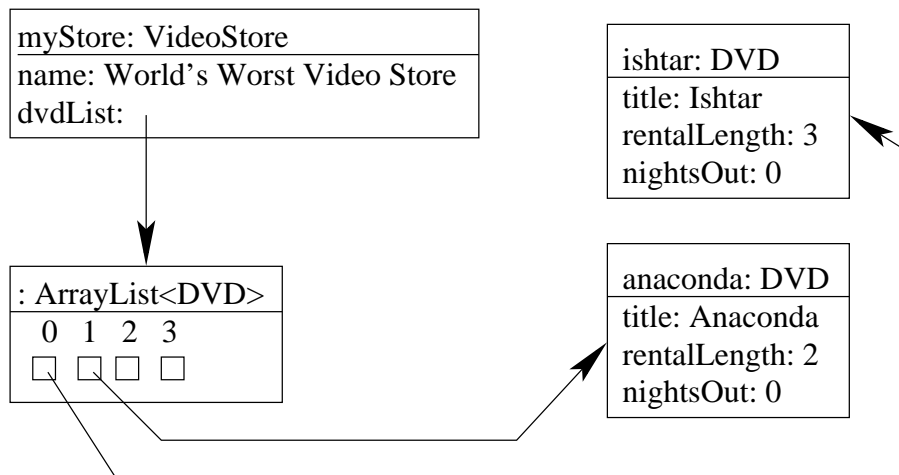 myStore: VideoStore
name: World's Worst Video Store
dvdList:
ishtar: DVD
title: Ishtar
rentalLength: 3
nightsOut: 0
: ArrayList<DVD>
0 1 2 3
anaconda: DVD
title: Anaconda
rentalLength: 2
nightsOut: 0